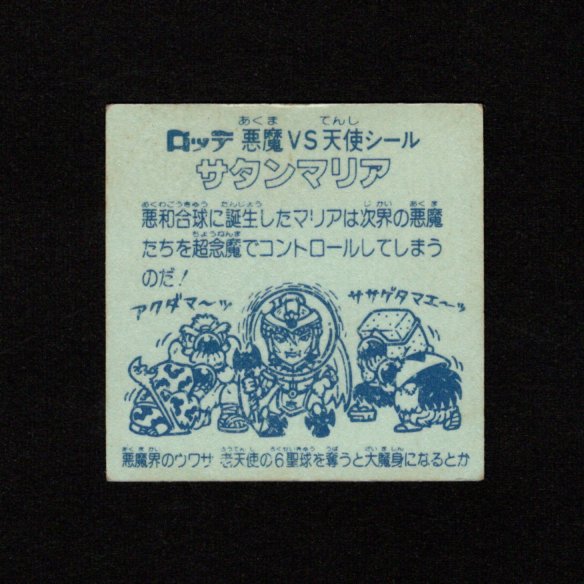 ロッテ 悪魔VS天使シール
サタンマリア
悪和合球に誕生したマリアは次界の悪魔
たちを超念魔でコントロールしてしまう
のだ!
アクダマ〜ッ
ササゲタマエ〜ッ
悪魔界のウワサ 老天使の6聖球を奪うと大魔身になるとか